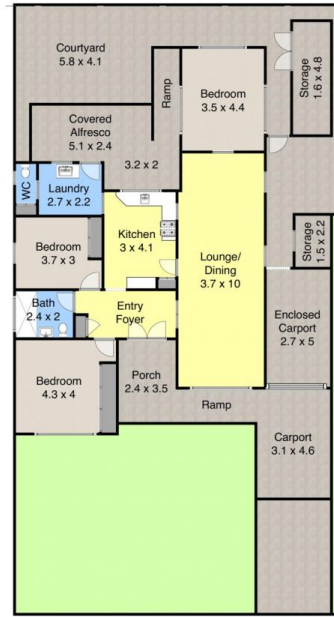 Courtyard
5.8 x 4.1
Ramp
Bedroom
3.5 x 4.4
Storage
1.6 x 4.8
Covered
Alfresco
5.1 x 2.4
3.2 x 2
WC
Laundry
2.7 x 2.2
Kitchen
3 x 4.1
Storage
1.5 x 2.2
Bedroom
3.7 x 3
Lounge/
Dining
3.7 x 10
Bath
2.4 x 2
Entry
Foyer
Enclosed
Carport
2.7 x 5
Bedroom
4.3 x 4
Porch
2.4 x 3.5
Ramp
Carport
3.1 x 4.6